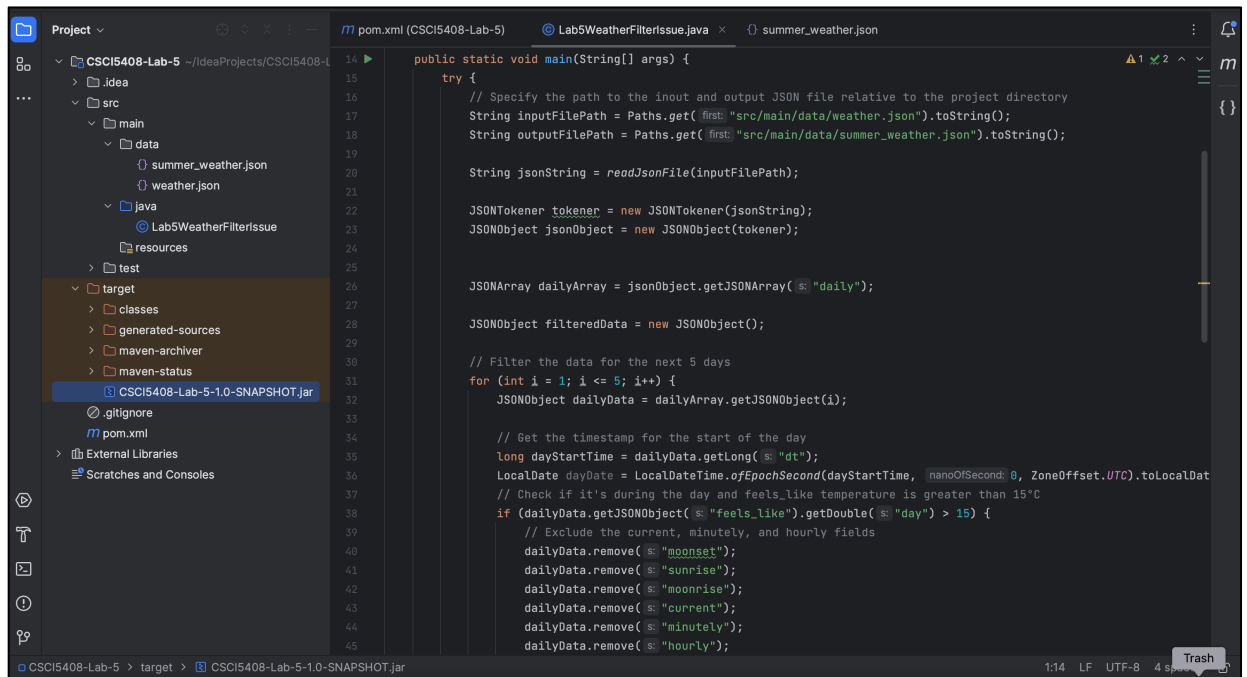 Project
pom.xml (CSCI5408-Lab-5)
Lab5WeatherFilterIssue.java
summer_weather.json
CSCI5408-Lab-5 ~/IdeaProjects/CSCI5408-L
.idea
src
main
data
summer_weather.json
weather.json
java
Lab5WeatherFilterIssue
resources
test
target
classes
generated-sources
maven-archiver
maven-status
CSCI5408-Lab-5-1.0-SNAPSHOT.jar
.gitignore
pom.xml
External Libraries
Scratches and Consoles
1 2
14 public static void main(String[] args) {
15 try {
16 // Specify the path to the inout and output JSON file relative to the project directory
17 String inputFilePath = Paths.get( first: "src/main/data/weather.json").toString();
18 String outputFilePath = Paths.get( first: "src/main/data/summer_weather.json").toString();
19
20 String jsonString = readJsonFile(inputFilePath);
21
22 JSONTokener tokener = new JSONTokener(jsonString);
23 JSONObject jsonObject = new JSONObject(tokener);
24
25
26 JSONArray dailyArray = jsonObject.getJSONArray( s: "daily");
27
28 JSONObject filteredData = new JSONObject();
29
30 // Filter the data for the next 5 days
31 for (int i = 1; i <= 5; i++) {
32 JSONObject dailyData = dailyArray.getJSONObject(i);
33
34 // Get the timestamp for the start of the day
35 long dayStartTime = dailyData.getLong( s: "dt");
36 LocalDate dayDate = LocalDateTime.ofEpochSecond(dayStartTime, nanoOfSecond: 0, ZoneOffset.UTC).toLocalDat
37 // Check if it's during the day and feels_like temperature is greater than 15°C
38 if (dailyData.getJSONObject( s: "feels_like").getDouble( s: "day") > 15) {
39 // Exclude the current, minutely, and hourly fields
40 dailyData.remove( s: "moonset");
41 dailyData.remove( s: "sunrise");
42 dailyData.remove( s: "moonrise");
43 dailyData.remove( s: "current");
44 dailyData.remove( s: "minutely");
45 dailyData.remove( s: "hourly");
CSCI5408-Lab-5 > target > CSCI5408-Lab-5-1.0-SNAPSHOT.jar
1:14 LF UTF-8 4 sp
Trash